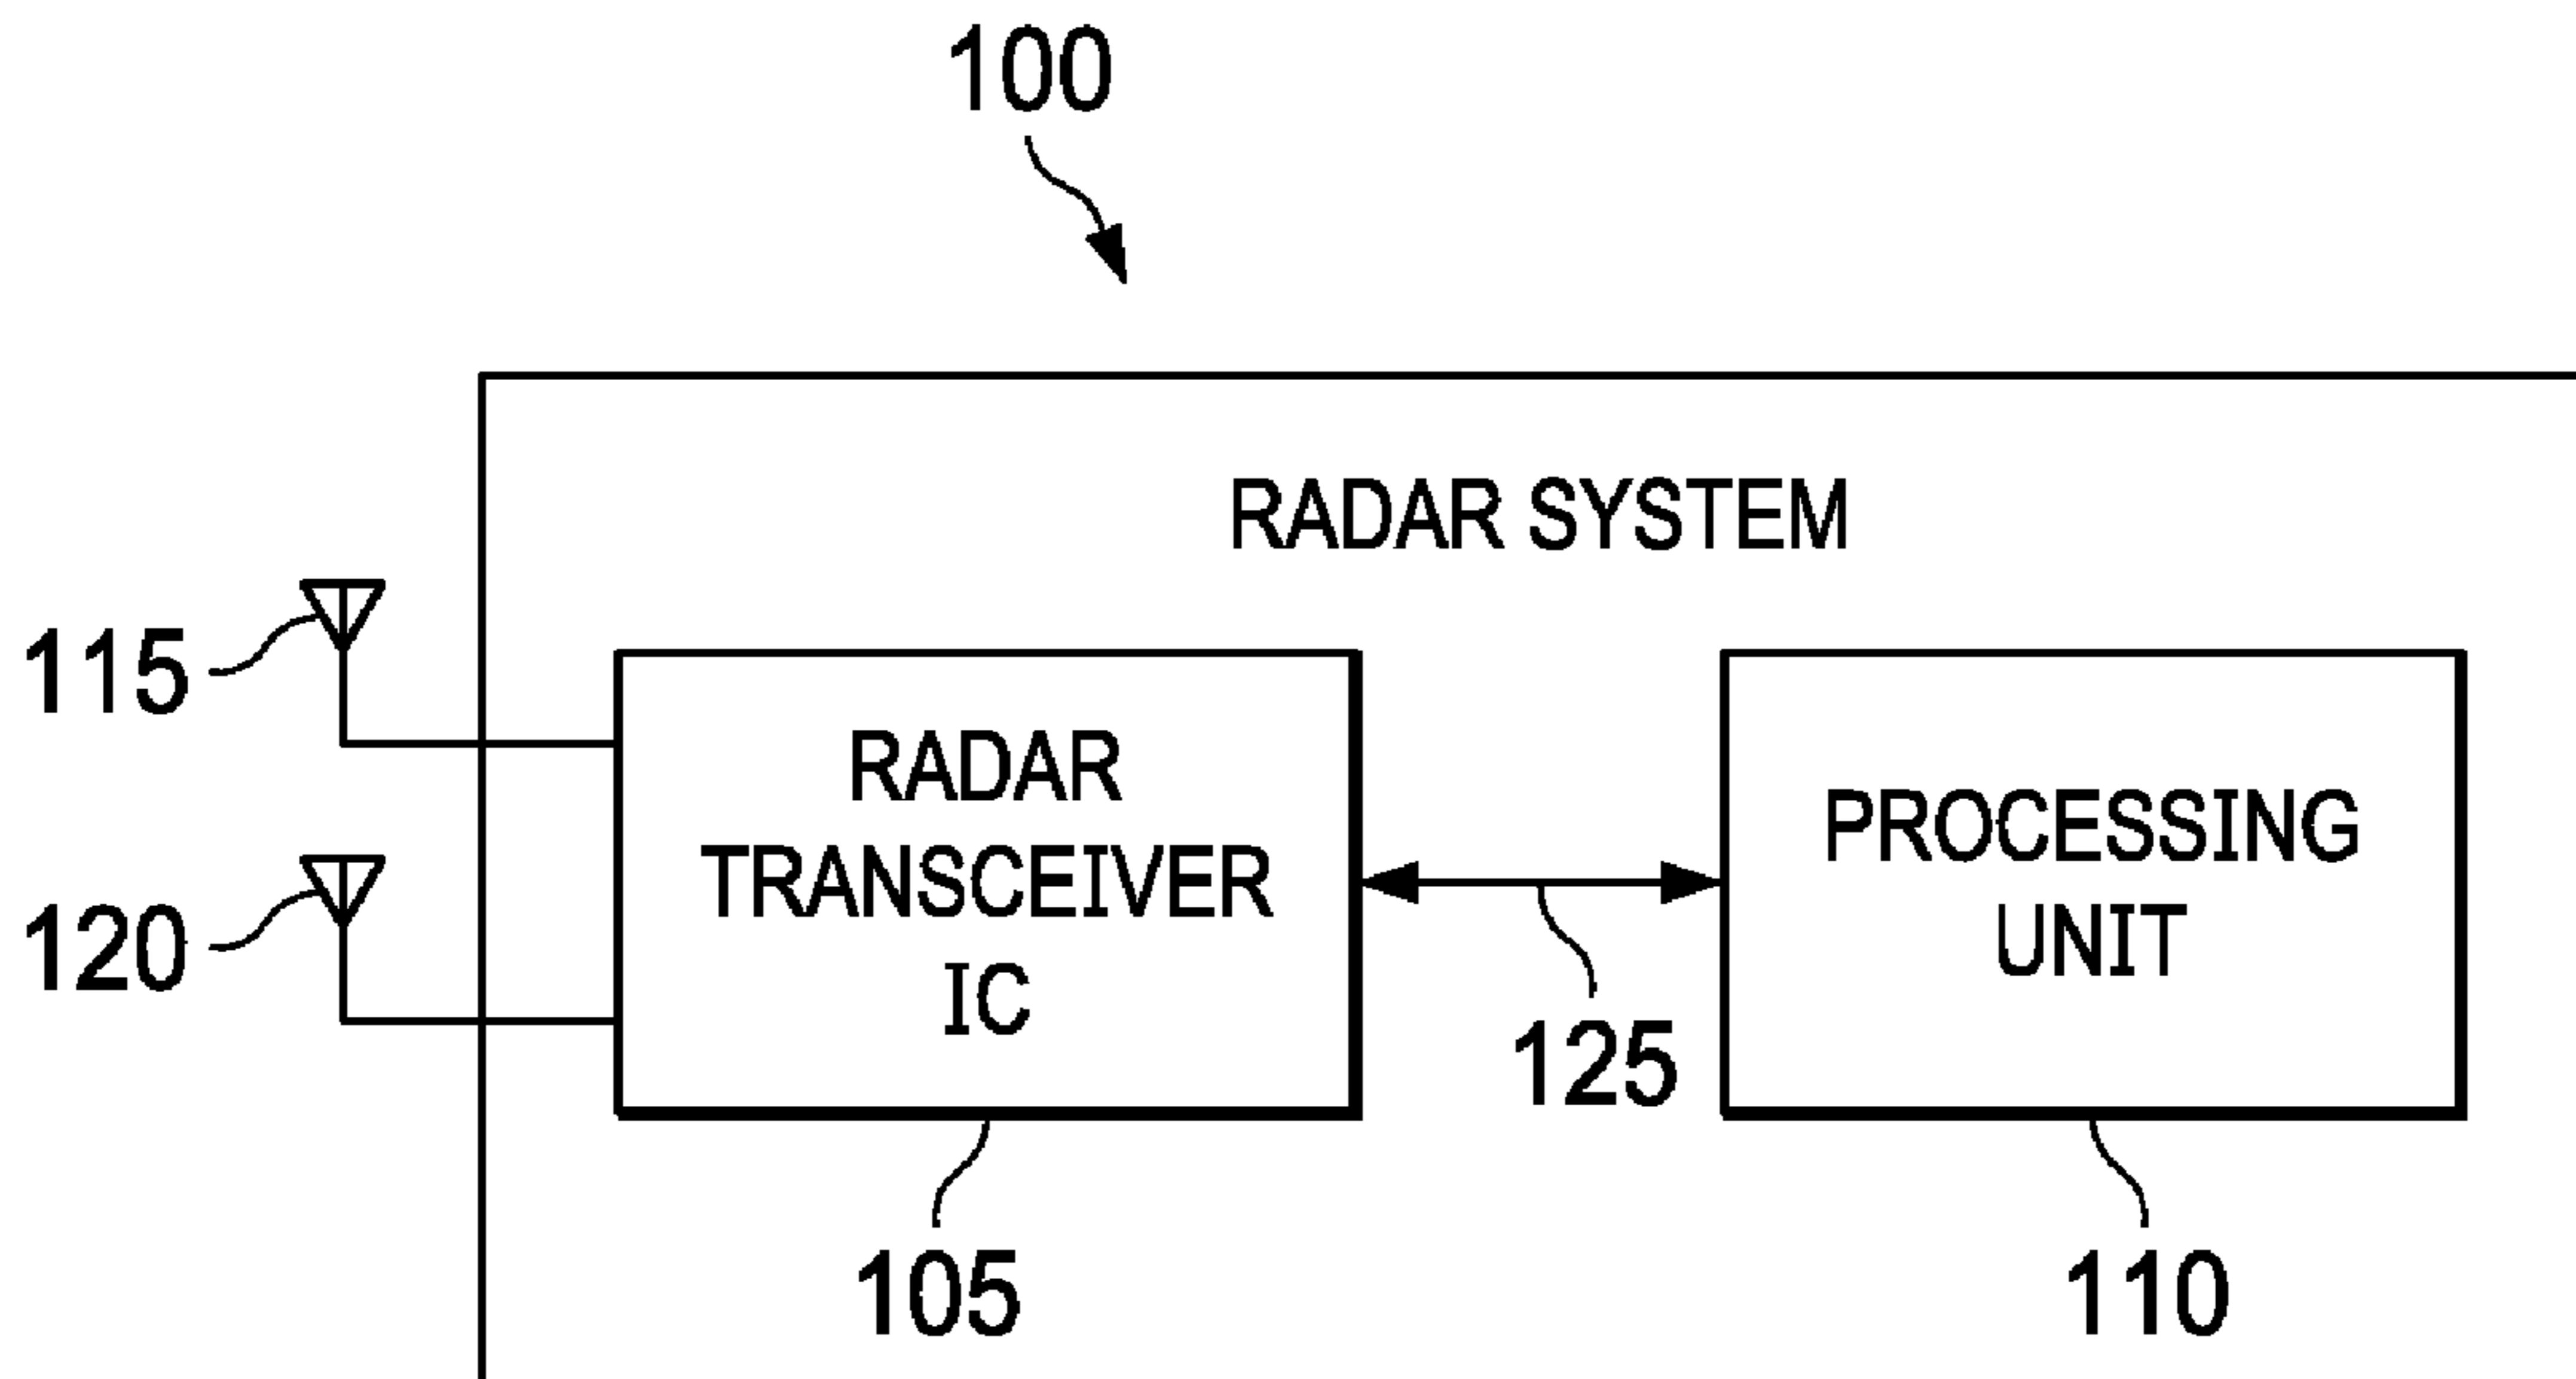 100
RADAR SYSTEM
115
RADAR
TRANSCEIVER
IC
PROCESSING
UNIT
120
125
105
110